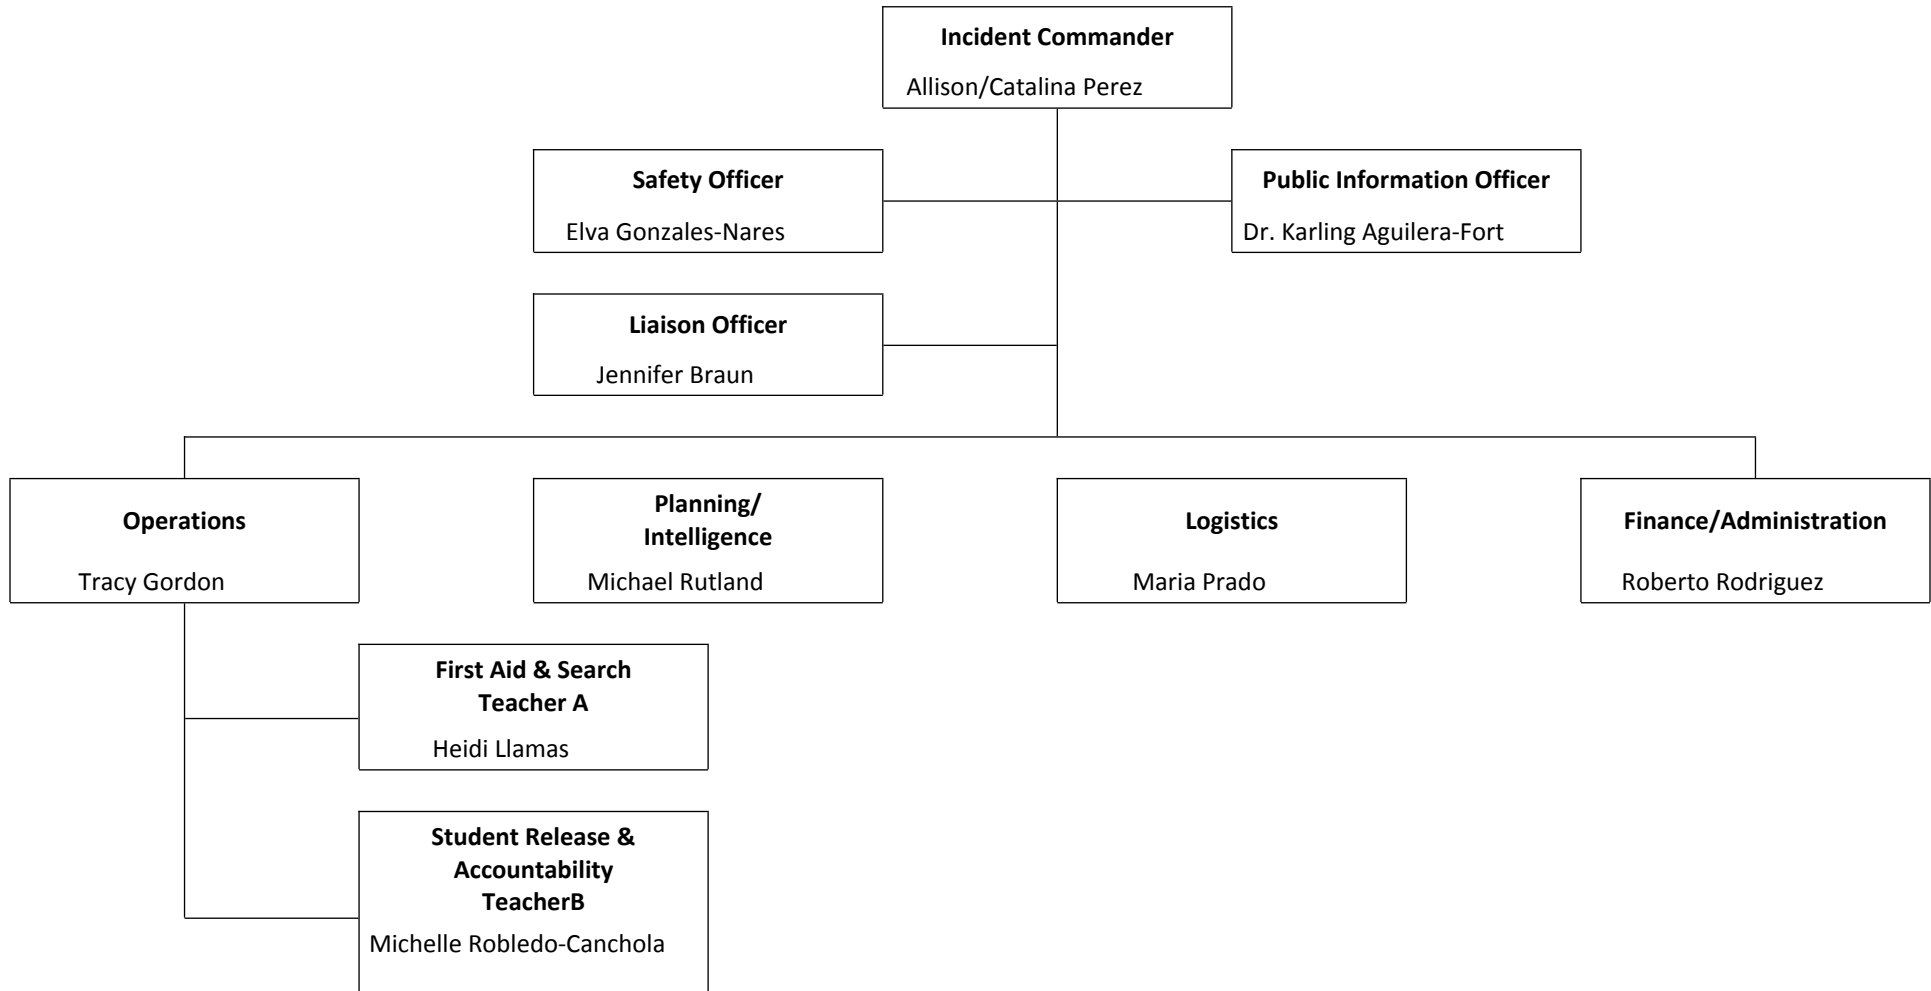 Incident Commander
Allison/Catalina Perez
Safety Officer
Elva Gonzales-Nares
Public Information Officer
Dr. Karling Aguilera-Fort
Liaison Officer
Jennifer Braun
Operations
Tracy Gordon
Planning/
Intelligence
Michael Rutland
Logistics
Maria Prado
Finance/Administration
Roberto Rodriguez
First Aid & Search
Teacher A
Heidi Llamas
Student Release &
Accountability
TeacherB
Michelle Robledo-Canchola